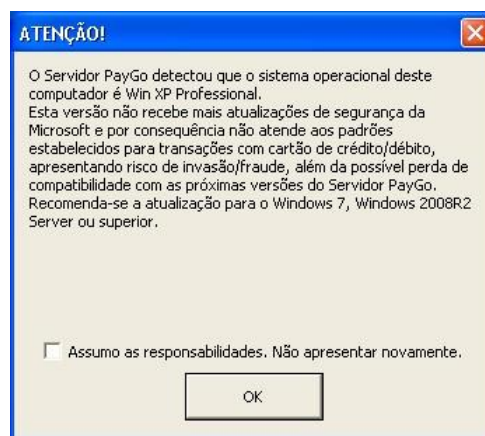 ATENÇÃO!
O Servidor PayGo detectou que o sistema operacional deste
computador é Win XP Professional.
Esta versão não recebe mais atualizações de segurança da
Microsoft e por consequência não atende aos padrões
estabelecidos para transações com cartão de crédito/débito,
apresentando risco de invasão/fraude, além da possível perda de
compatibilidade com as próximas versões do Servidor PayGo.
Recomenda-se a atualização para o Windows 7, Windows 2008R2
Server ou superior.
Assumo as responsabilidades. Não apresentar novamente.
OK